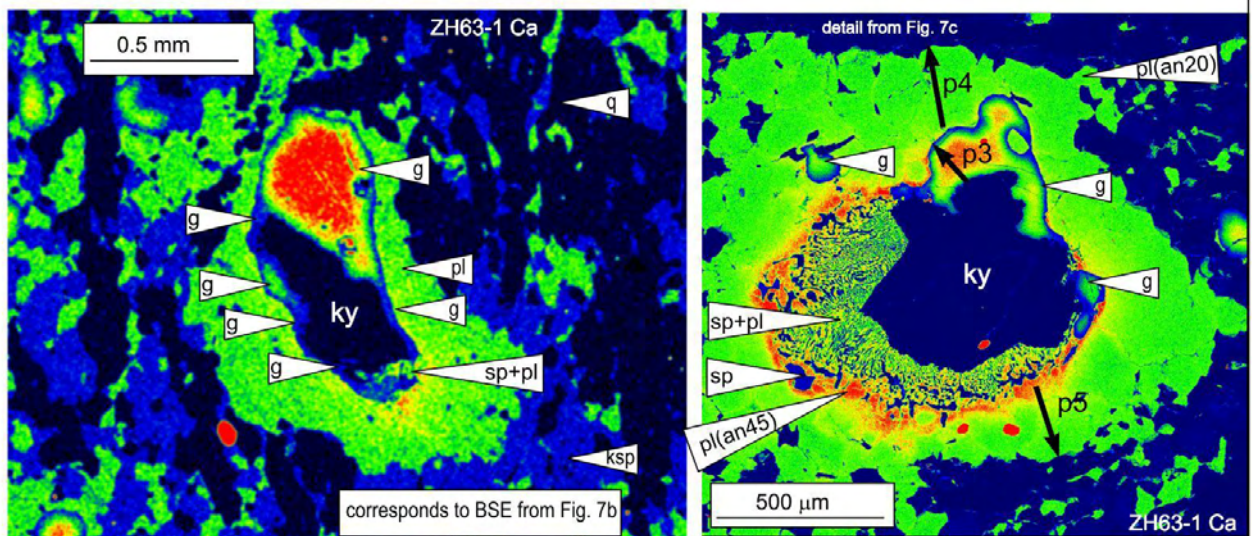 ZH63-1 Ca
0.5 mm
q
g
g
pl
g
ky
g
g
g
sp+pl
ksp
corresponds to BSE from Fig. 7b
detail from Fig. 7c
pl(an20)
p4
p3
g
g
ky
g
sp+pl
sp
p5
pl(an45)
500 μm
ZH63-1 Ca